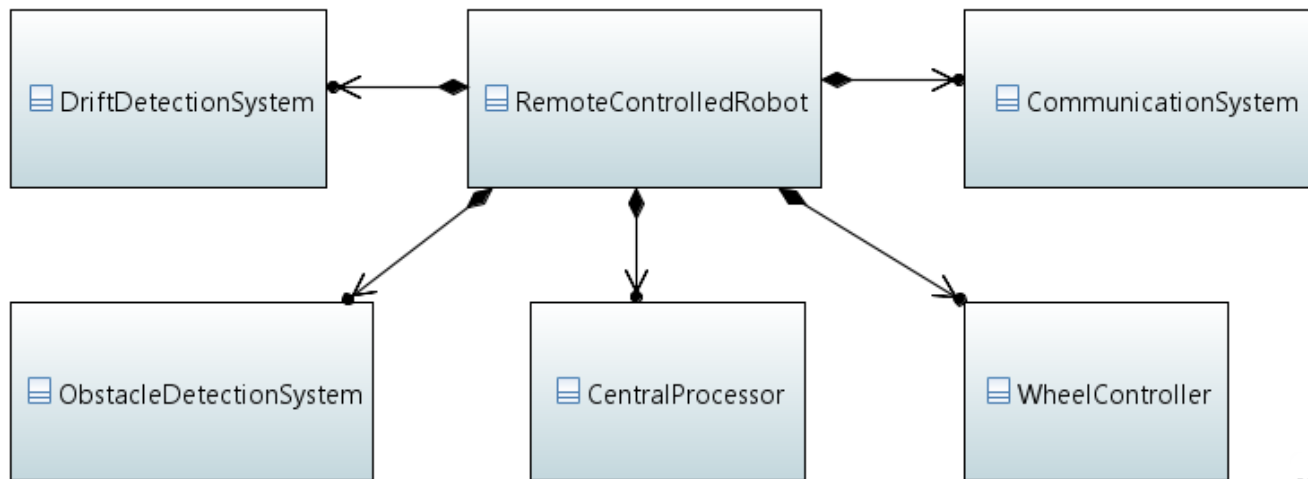 DriftDetectionSystem
RemoteControlledRobot
CommunicationSystem
ObstacleDetectionSystem
CentralProcessor
WheelController